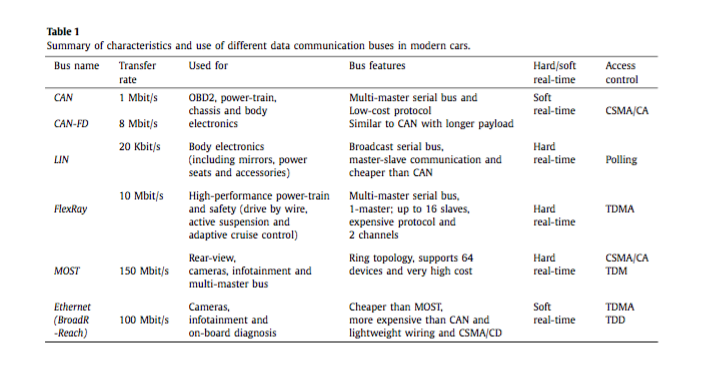 Table 1
Summary of characteristics and use of different data communication buses in modern cars.
Bus name Transfer rate Used for Bus features Hard/soft real-time Access control
CAN 1 Mbit/s OBD2, power-train, Multi-master serial bus and Soft
chassis and body Low-cost protocol real-time CSMA/CA
CAN-FD 8 Mbit/s electronics Similar to CAN with longer payload
20 Kbit/s Body electronics Broadcast serial bus, Hard
LIN (including mirrors, power master-slave communication and real-time Polling
seats and accessories) cheaper than CAN
10 Mbit/s High-performance power-train Multi-master serial bus,
FlexRay and safety (drive by wire, 1-master; up to 16 slaves, Hard TDMA
active suspension and expensive protocol and real-time
adaptive cruise control) 2 channels
Rear-view, Ring topology, supports 64 Hard CSMA/CA
MOST 150 Mbit/s cameras, infotainment and devices and very high cost real-time TDM
multi-master bus
Ethernet Cameras, Cheaper than MOST, Soft TDMA
(BroadR 100 Mbit/s infotainment and more expensive than CAN and real-time TDD
-Reach) on-board diagnosis lightweight wiring and CSMA/CD